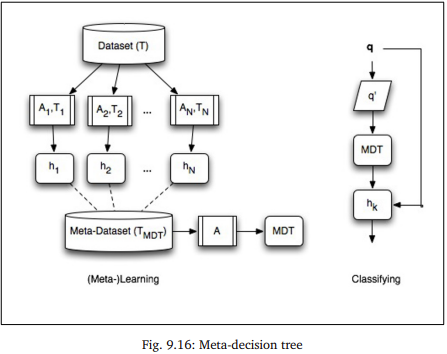 Dataset (T)
A1,T1
A2,T2
...
AN,TN
h1
h2
...
hN
Meta-Dataset (TMDT)
A
MDT
(Meta-)Learning
q
q'
MDT
hk
Classifying
Fig. 9.16: Meta-decision tree